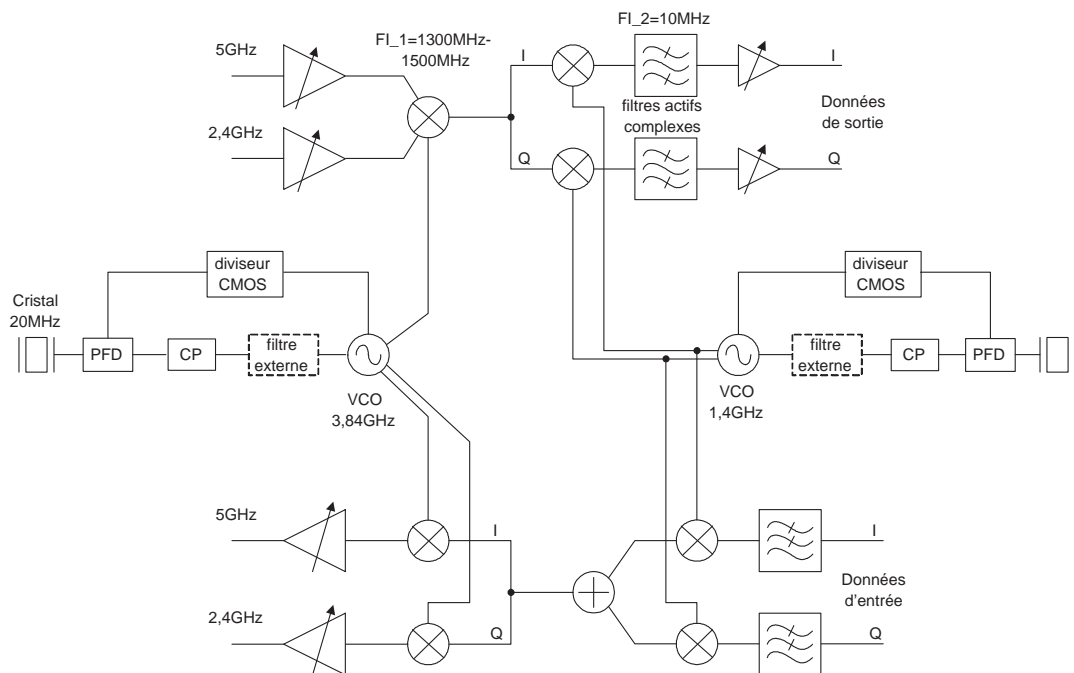 5GHz
FI_1=1300MHz-
1500MHz
I
FI_2=10MHz
I
filtres actifs
complexes
Données
de sortie
2,4GHz
Q
Q
diviseur
CMOS
diviseur
CMOS
Cristal
20MHz
PFD
CP
filtre
externe
filtre
externe
CP
PFD
VCO
3,84GHz
VCO
1,4GHz
5GHz
I
I
Données
d'entrée
2,4GHz
Q
Q